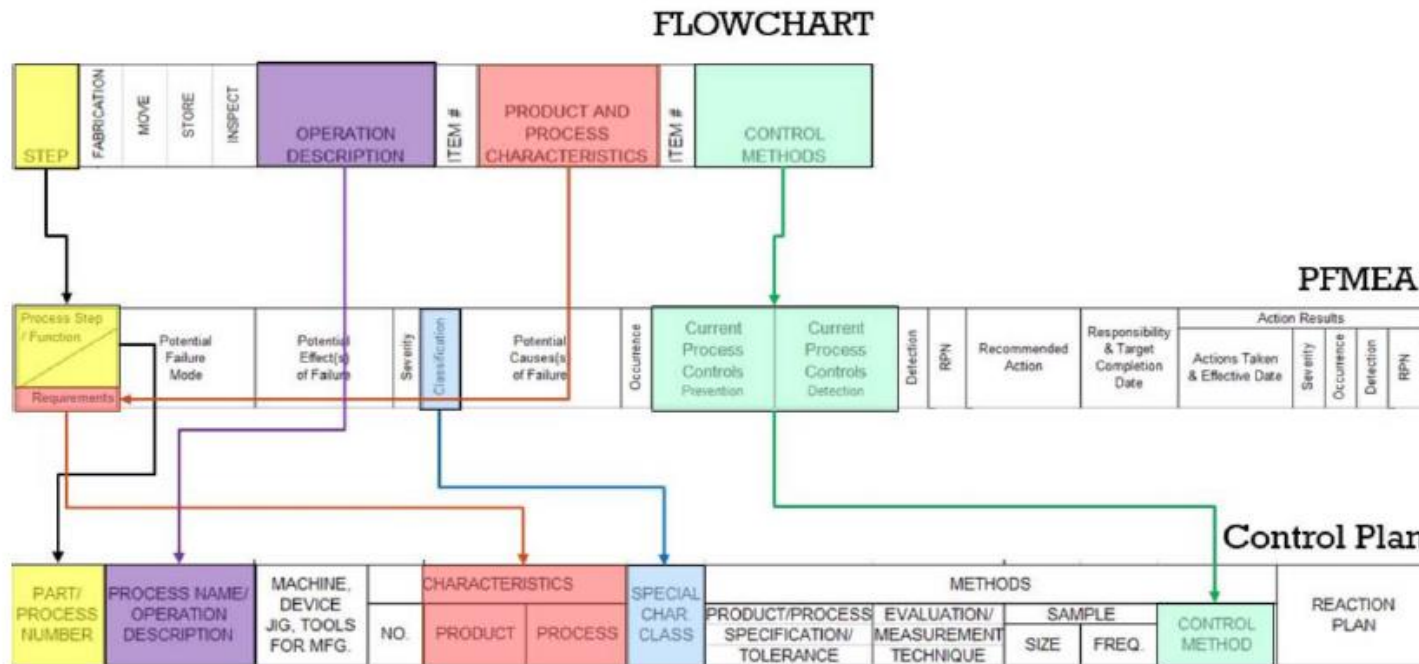 FLOWCHART
STEP
FABRICATION
MOVE
STORE
INSPECT
OPERATION
DESCRIPTION
ITEM #
PRODUCT AND
PROCESS
CHARACTERISTICS
ITEM #
CONTROL
METHODS
PFMEA
Process Step
/ Function
Requirements
Potential
Failure
Mode
Potential
Effect(s)
of Failure
Severity
Classification
Potential
Causes(s)
of Failure
Occurrence
Current
Process
Controls
Prevention
Current
Process
Controls
Detection
Detection
RPN
Recommended
Action
Responsibility
& Target
Completion
Date
Action Results
Actions Taken
& Effective Date
Severity
Occurrence
Detection
RPN
Control Plan
PART/
PROCESS
NUMBER
PROCESS NAME/
OPERATION
DESCRIPTION
MACHINE,
DEVICE
JIG, TOOLS
FOR MFG.
CHARACTERISTICS
NO.
PRODUCT
PROCESS
SPECIAL
CHAR.
CLASS
METHODS
PRODUCT/PROCESS
SPECIFICATION/
TOLERANCE
EVALUATION/
MEASUREMENT
TECHNIQUE
SAMPLE
SIZE
FREQ.
CONTROL
METHOD
REACTION
PLAN